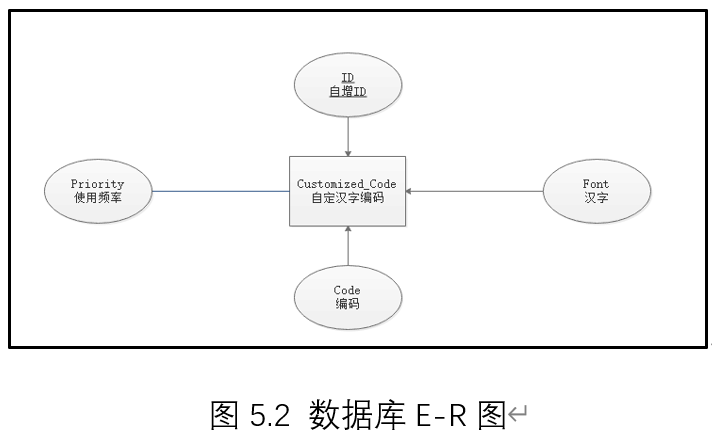 ID
自增ID
Priority
使用频率
Customized_Code
自定汉字编码
Font
汉字
Code
编码
图 5.2 数据库 E-R 图↵